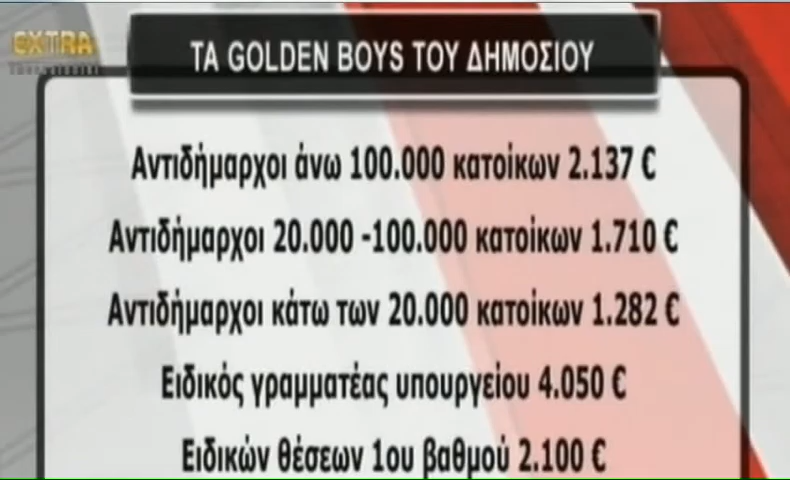 EXTRA
ΤΑ GOLDEN BOYS ΤΟΥ ΔΗΜΟΣΙΟΥ
Αντιδήμαρχοι άνω 100.000 κατοίκων 2.137 €
Αντιδήμαρχοι 20.000 -100.000 κατοίκων 1.710 €
Αντιδήμαρχοι κάτω των 20.000 κατοίκων 1.282 €
Ειδικός γραμματέας υπουργείου 4.050 €
Ειδικών θέσεων 1ου βαθμού 2.100 €